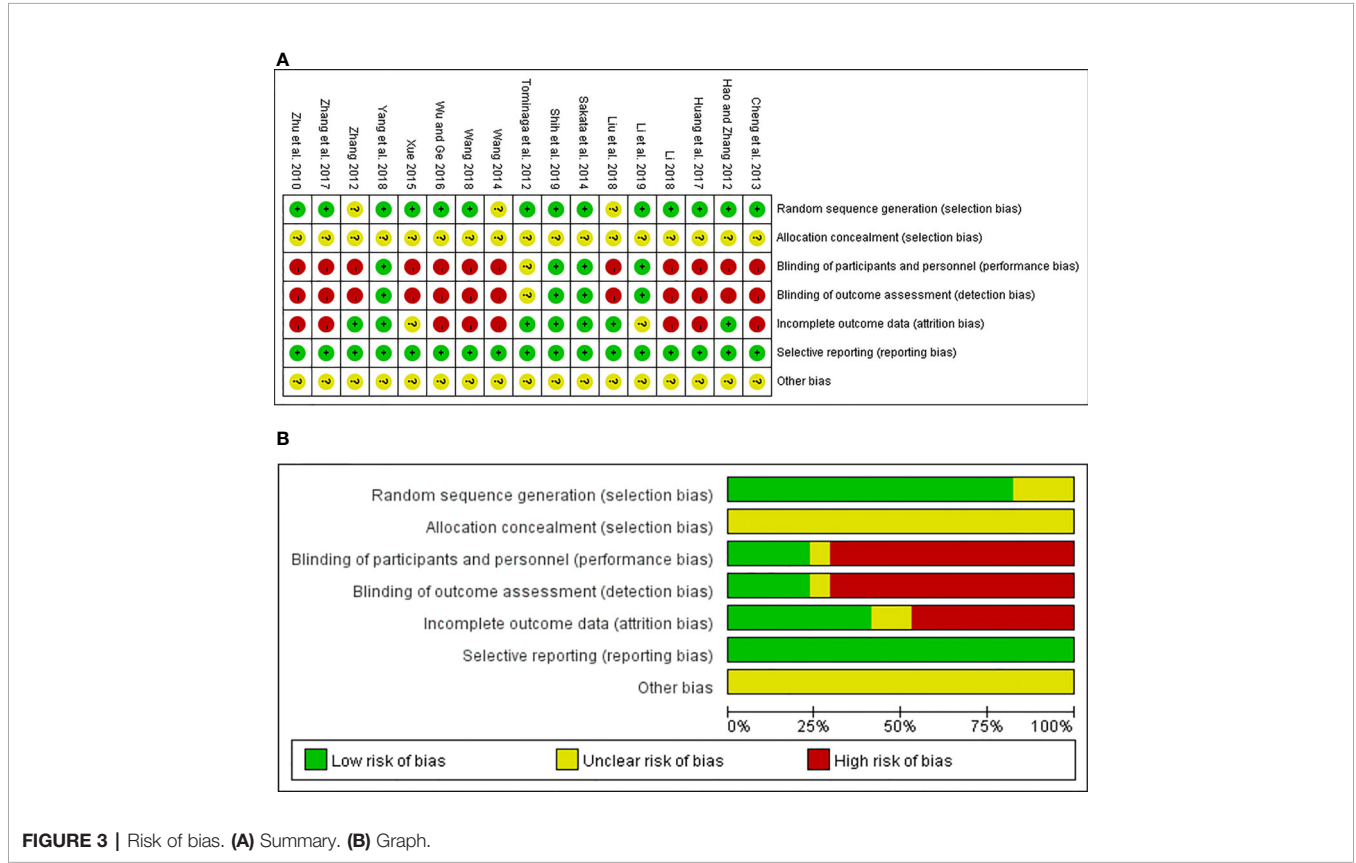 A
Zhu et al. 2010
Zhang et al. 2017
Zhang 2012
Yang et al. 2018
Xue 2015
Wu and Ge 2016
Wang 2018
Wang 2014
Tominaga et al. 2012
Shih et al. 2019
Sakata et al. 2014
Liu et al. 2018
Li et al. 2019
Li 2018
Huang et al. 2017
Hao and Zhang 2012
Cheng et al. 2013
+ + ? + + + + ? + + + ? + + + + + Random sequence generation (selection bias)
? ? ? ? ? ? ? ? ? ? ? ? ? ? ? ? ? Allocation concealment (selection bias)
- - - + - - - - ? + + - + - - - - Blinding of participants and personnel (performance bias)
- - - + - - - - ? + + - + - - - - Blinding of outcome assessment (detection bias)
- - + + ? - - - + + + + ? - - + - Incomplete outcome data (attrition bias)
+ + + + + + + + + + + + + + + + + Selective reporting (reporting bias)
? ? ? ? ? ? ? ? ? ? ? ? ? ? ? ? ? Other bias
B
Random sequence generation (selection bias)
Allocation concealment (selection bias)
Blinding of participants and personnel (performance bias)
Blinding of outcome assessment (detection bias)
Incomplete outcome data (attrition bias)
Selective reporting (reporting bias)
Other bias
0% 25% 50% 75% 100%
Low risk of bias Unclear risk of bias High risk of bias
FIGURE 3 | Risk of bias. (A) Summary. (B) Graph.